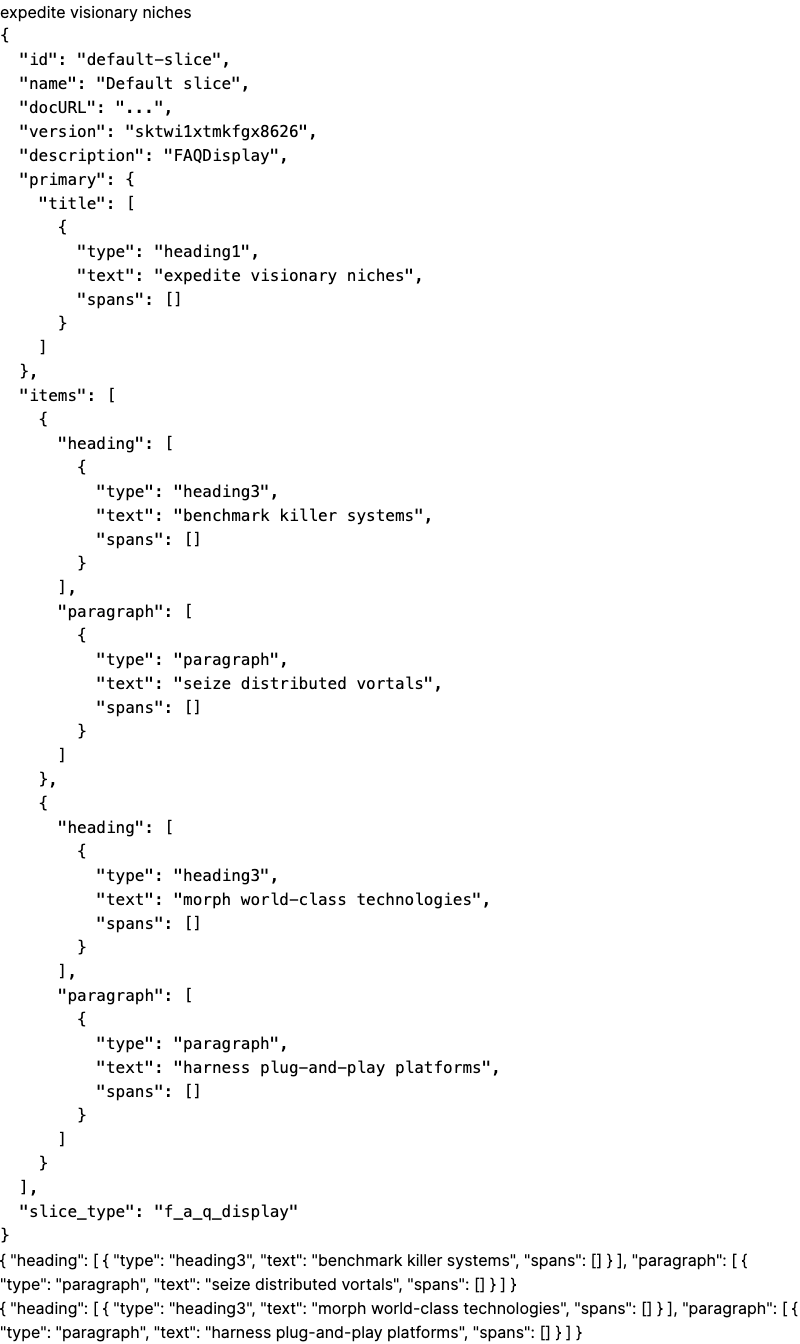 expedite visionary niches
{
  "id": "default-slice",
  "name": "Default slice",
  "docURL": "...",
  "version": "sktwi1xtmkfgx8626",
  "description": "FAQDisplay",
  "primary": {
    "title": [
      {
        "type": "heading1",
        "text": "expedite visionary niches",
        "spans": []
      }
    ]
  },
  "items": [
    {
      "heading": [
        {
          "type": "heading3",
          "text": "benchmark killer systems",
          "spans": []
        }
      ],
      "paragraph": [
        {
          "type": "paragraph",
          "text": "seize distributed vortals",
          "spans": []
        }
      ]
    },
    {
      "heading": [
        {
          "type": "heading3",
          "text": "morph world-class technologies",
          "spans": []
        }
      ],
      "paragraph": [
        {
          "type": "paragraph",
          "text": "harness plug-and-play platforms",
          "spans": []
        }
      ]
    }
  ],
  "slice_type": "f_a_q_display"
}
{ "heading": [ { "type": "heading3", "text": "benchmark killer systems", "spans": [] } ], "paragraph": [ {
"type": "paragraph", "text": "seize distributed vortals", "spans": [] } ] }
{ "heading": [ { "type": "heading3", "text": "morph world-class technologies", "spans": [] } ], "paragraph": [ {
"type": "paragraph", "text": "harness plug-and-play platforms", "spans": [] } ] }